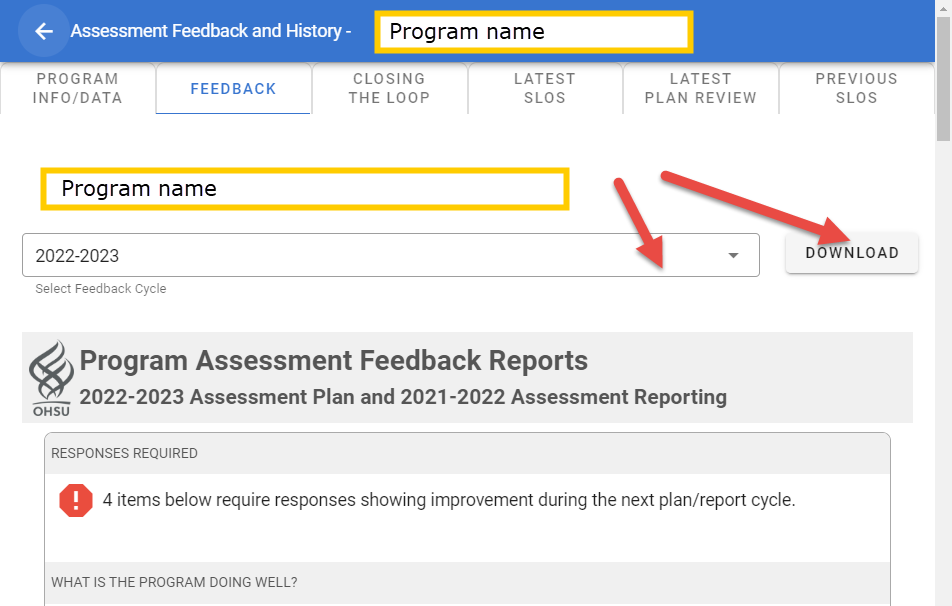 Assessment Feedback and History - Program name
PROGRAM INFO/DATA
FEEDBACK
CLOSING THE LOOP
LATEST SLOS
LATEST PLAN REVIEW
PREVIOUS SLOS
Program name
2022-2023
DOWNLOAD
Select Feedback Cycle
OHSU
Program Assessment Feedback Reports
2022-2023 Assessment Plan and 2021-2022 Assessment Reporting
RESPONSES REQUIRED
! 4 items below require responses showing improvement during the next plan/report cycle.
WHAT IS THE PROGRAM DOING WELL?